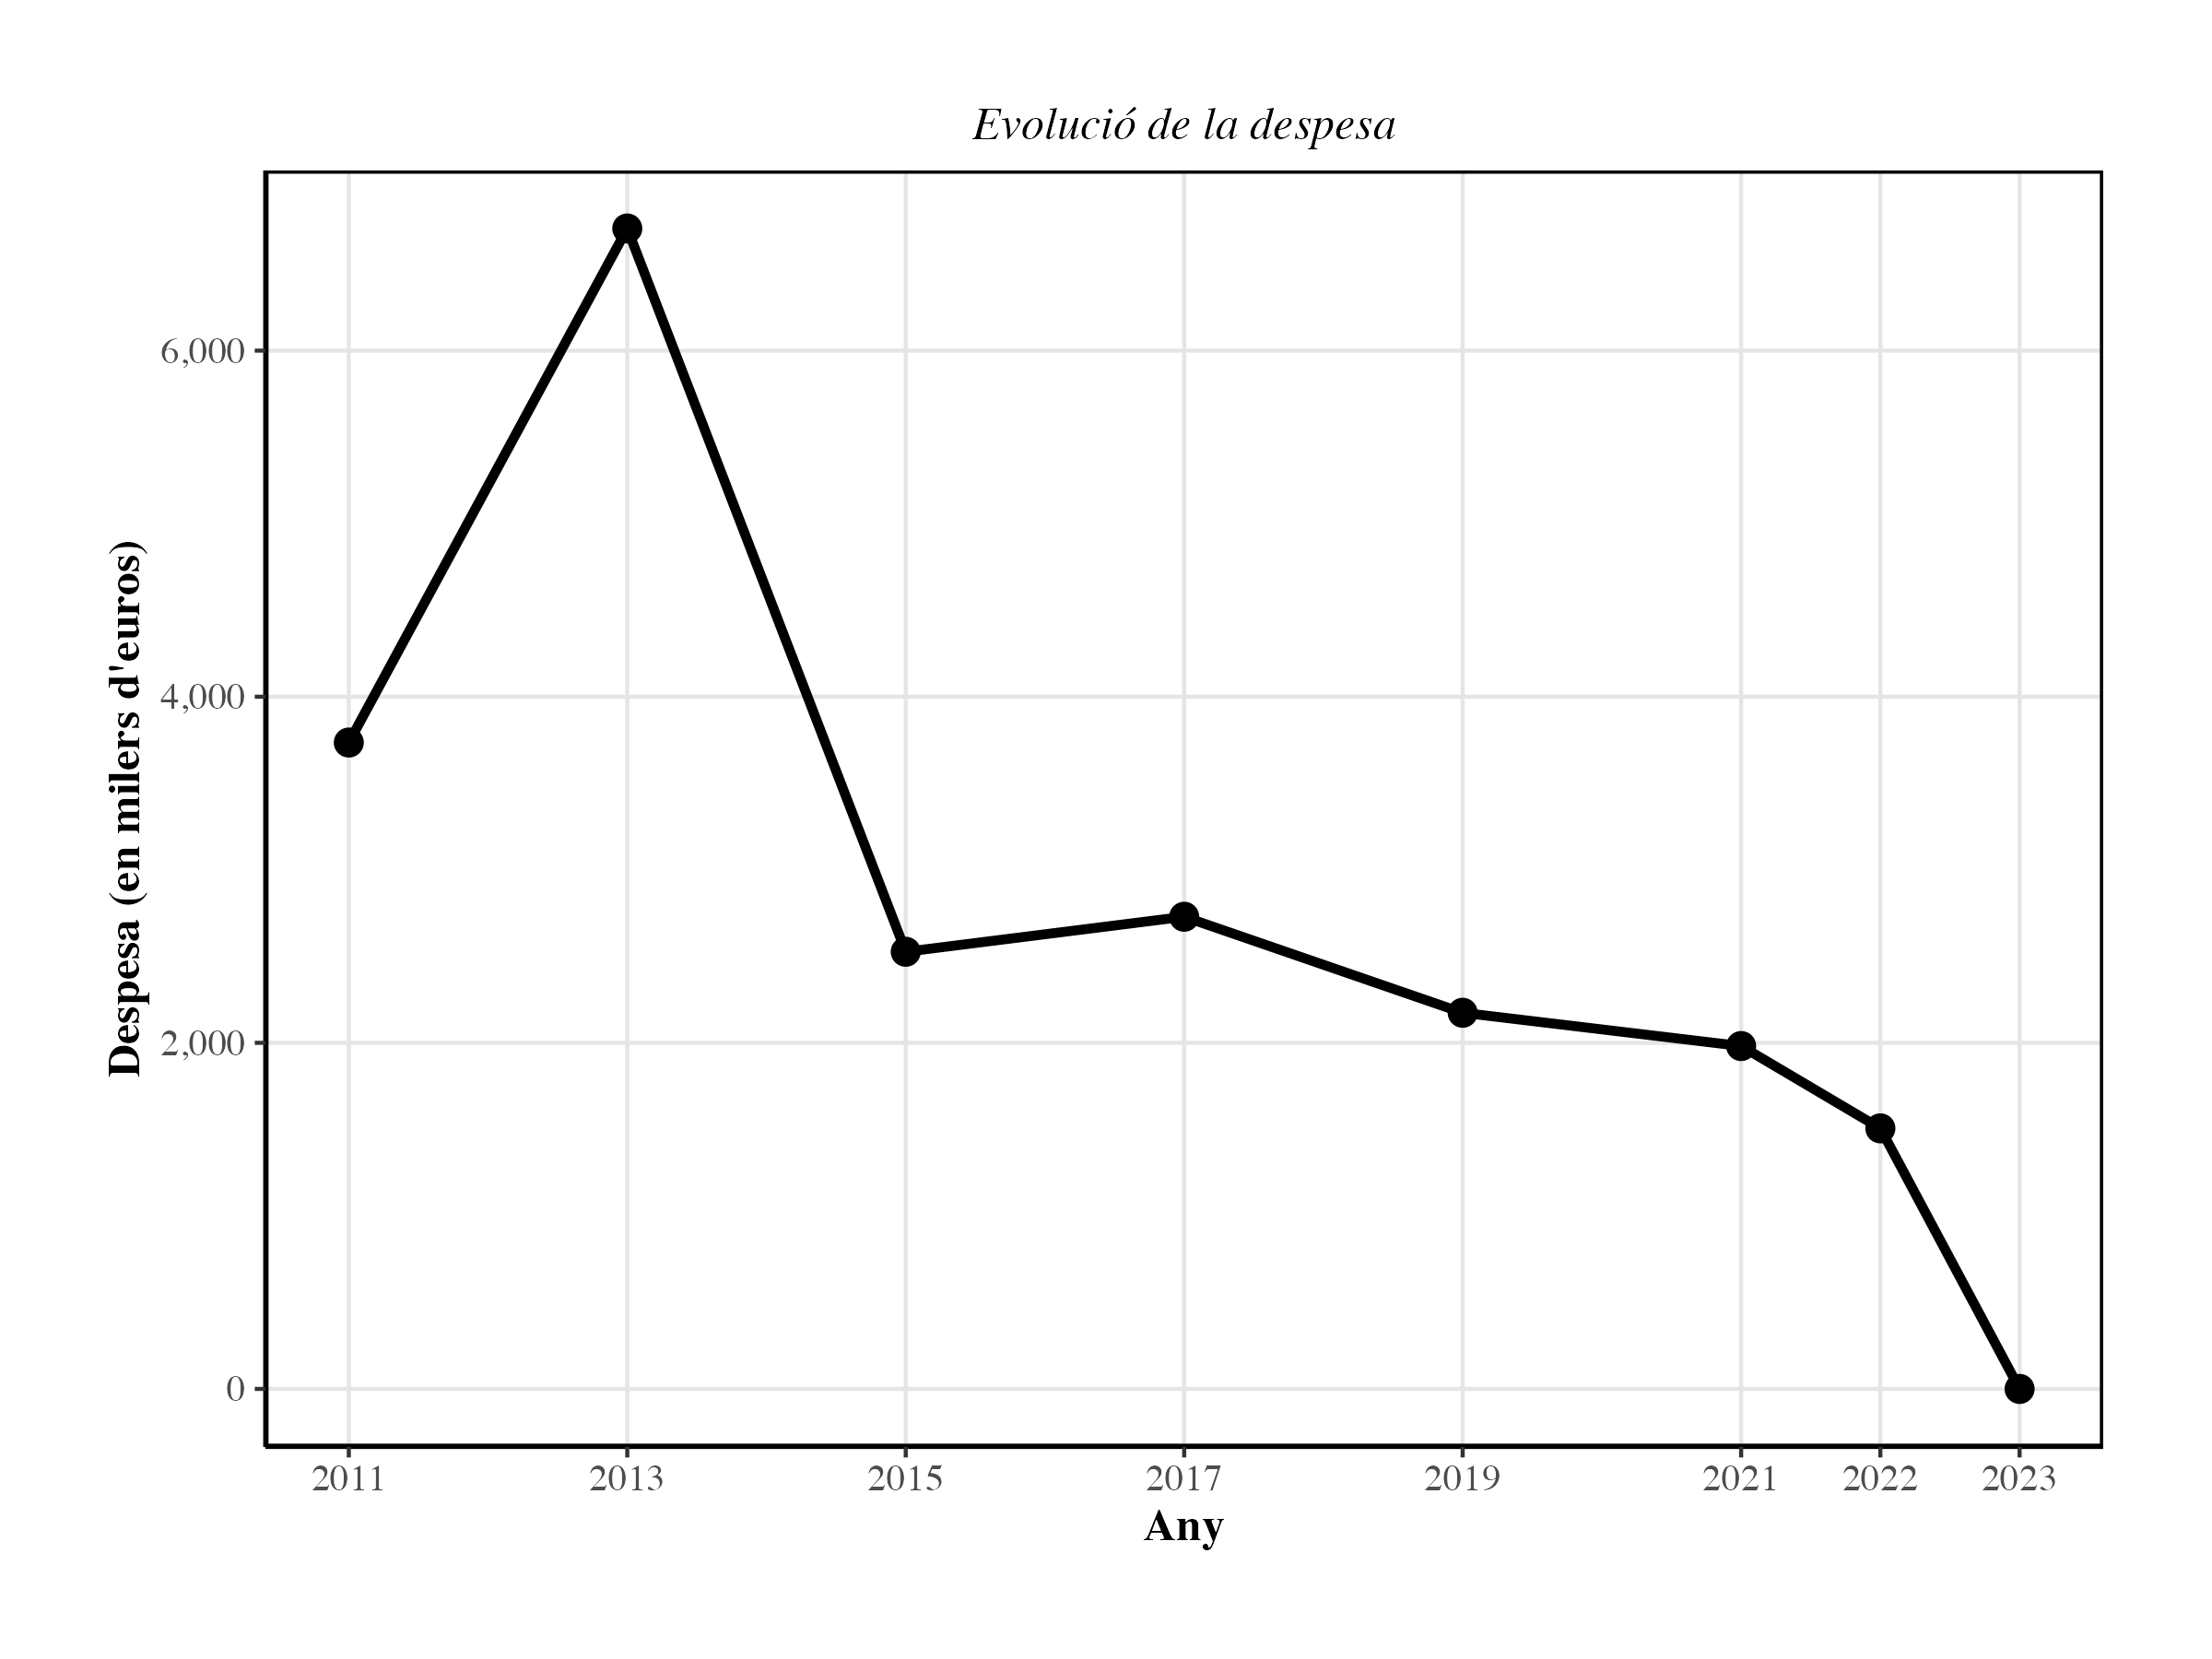 Evolució de la despesa
Despesa (en milers d'euros)
6,000
4,000
2,000
0
2011 2013 2015 2017 2019 2021 2022 2023
Any